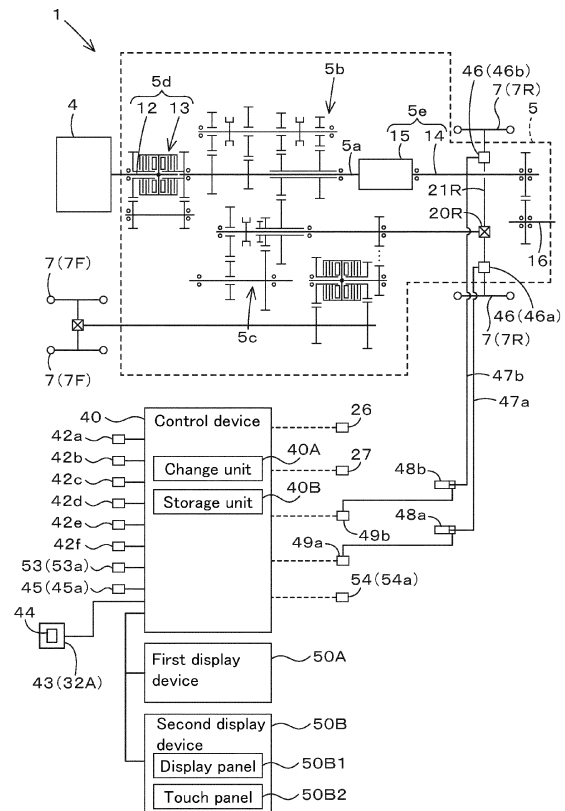 1
5d
5b
46(46b)
4
12 13
5e
7(7R)
5
5a
15 14
21R
20R
16
7(7F)
5c
46(46a)
7(7R)
7(7F)
47b
47a
40
Control device
26
42a
40A
42b
Change unit
27
42c
40B
48b
42d
Storage unit
42e
48a
42f
49a
49b
53(53a)
45(45a)
54(54a)
44
43(32A)
50A
First display
device
Second display
device
50B
Display panel
50B1
Touch panel
50B2